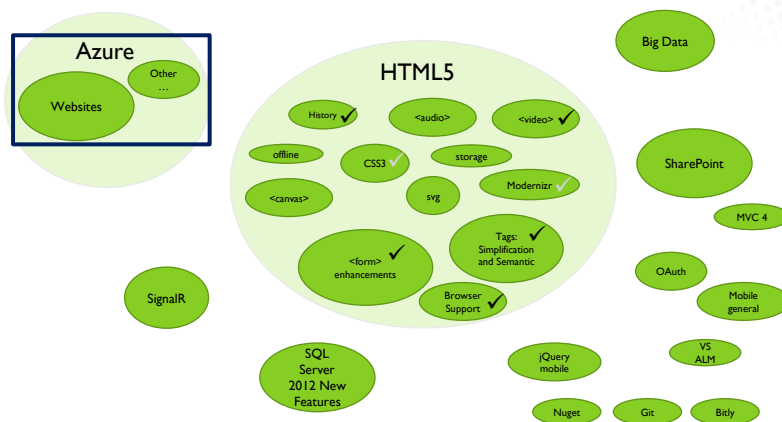 Azure
Other
…
Websites
HTML5
Big Data
History
<audio>
<video>
offline
CSS3
storage
SharePoint
<canvas>
svg
Modernizr
MVC 4
<form>
enhancements
Tags:
Simplification
and Semantic
OAuth
SignalR
Browser
Support
Mobile
general
SQL
Server
2012 New
Features
jQuery
mobile
VS
ALM
Nuget
Git
Bitly